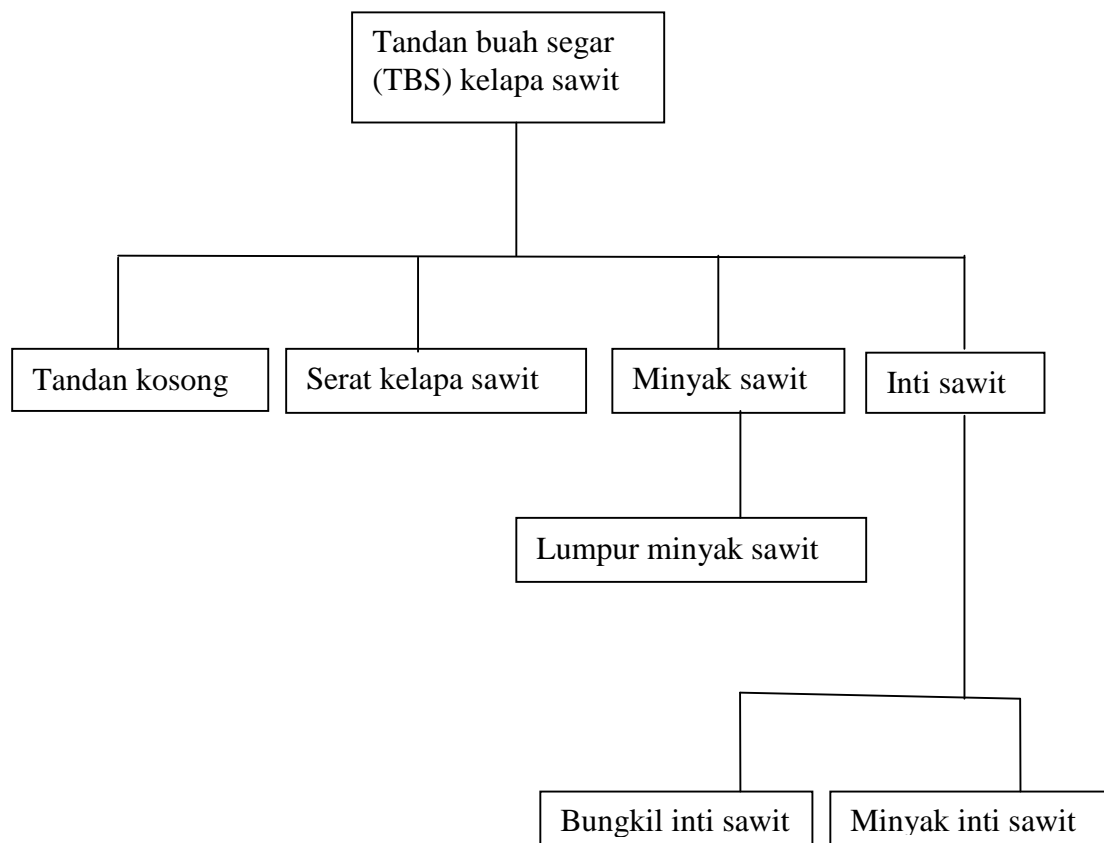 Tandan buah segar
(TBS) kelapa sawit
Tandan kosong
Serat kelapa sawit
Minyak sawit
Inti sawit
Lumpur minyak sawit
Bungkil inti sawit
Minyak inti sawit